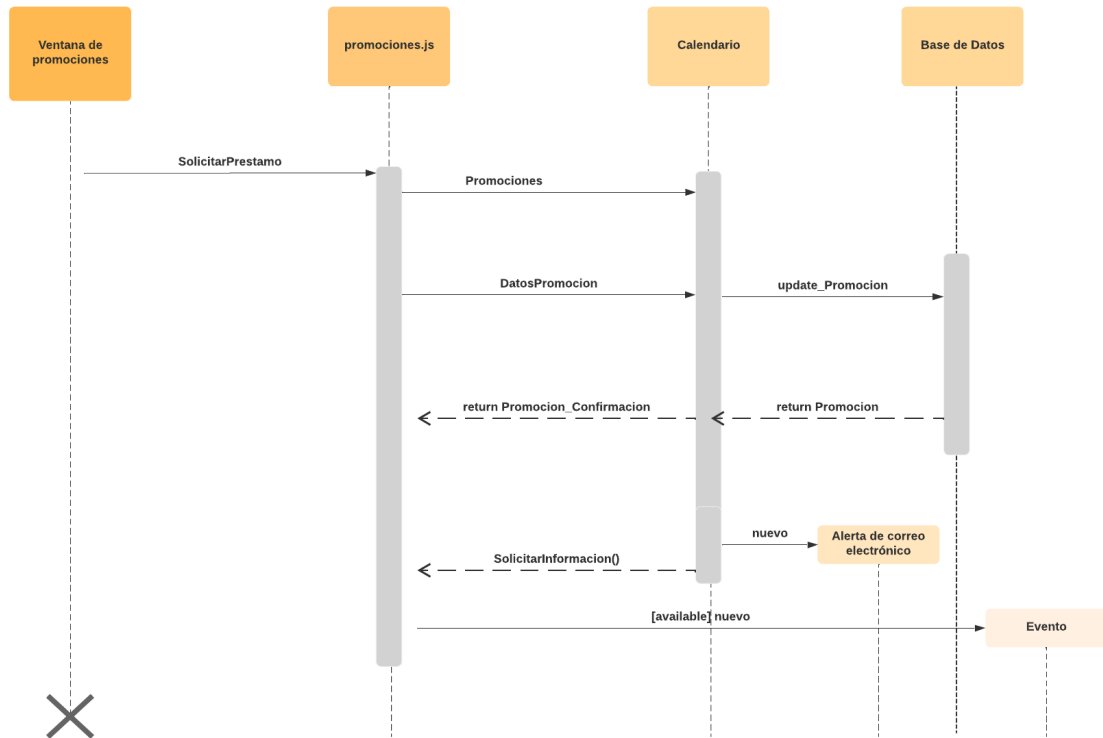 Ventana de
promociones
promociones.js
Calendario
Base de Datos
SolicitarPrestamo
Promociones
DatosPromocion
update_Promocion
return Promocion_Confirmacion
return Promocion
nuevo
Alerta de correo
electrónico
SolicitarInformacion()
[available] nuevo
Evento